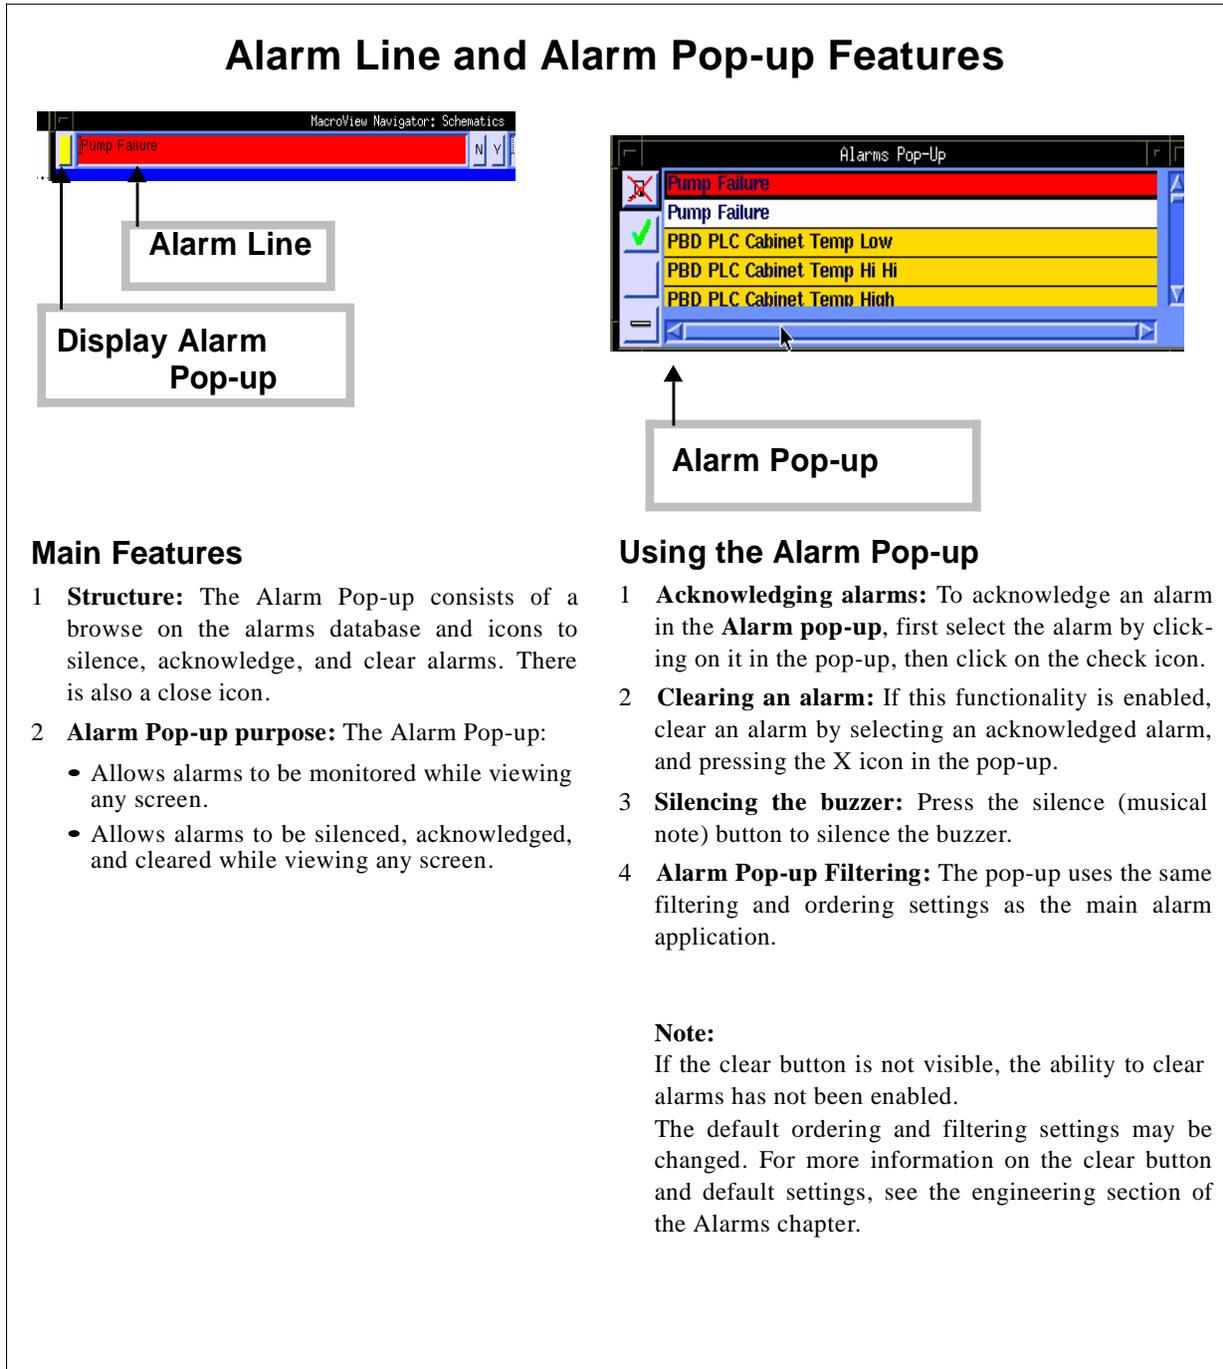 Alarm Line and Alarm Pop-up Features
MacroView Navigator: Schematics
Pump Failure
N Y
Alarm Line
Display Alarm
Pop-up
Alarms Pop-Up
Pump Failure
Pump Failure
PBD PLC Cabinet Temp Low
PBD PLC Cabinet Temp Hi Hi
PBD PLC Cabinet Temp High
Alarm Pop-up
Main Features
1 Structure: The Alarm Pop-up consists of a
browse on the alarms database and icons to
silence, acknowledge, and clear alarms. There
is also a close icon.
2 Alarm Pop-up purpose: The Alarm Pop-up:
• Allows alarms to be monitored while viewing
any screen.
• Allows alarms to be silenced, acknowledged,
and cleared while viewing any screen.
Using the Alarm Pop-up
1 Acknowledging alarms: To acknowledge an alarm
in the Alarm pop-up, first select the alarm by click-
ing on it in the pop-up, then click on the check icon.
2 Clearing an alarm: If this functionality is enabled,
clear an alarm by selecting an acknowledged alarm,
and pressing the X icon in the pop-up.
3 Silencing the buzzer: Press the silence (musical
note) button to silence the buzzer.
4 Alarm Pop-up Filtering: The pop-up uses the same
filtering and ordering settings as the main alarm
application.
Note:
If the clear button is not visible, the ability to clear
alarms has not been enabled.
The default ordering and filtering settings may be
changed. For more information on the clear button
and default settings, see the engineering section of
the Alarms chapter.